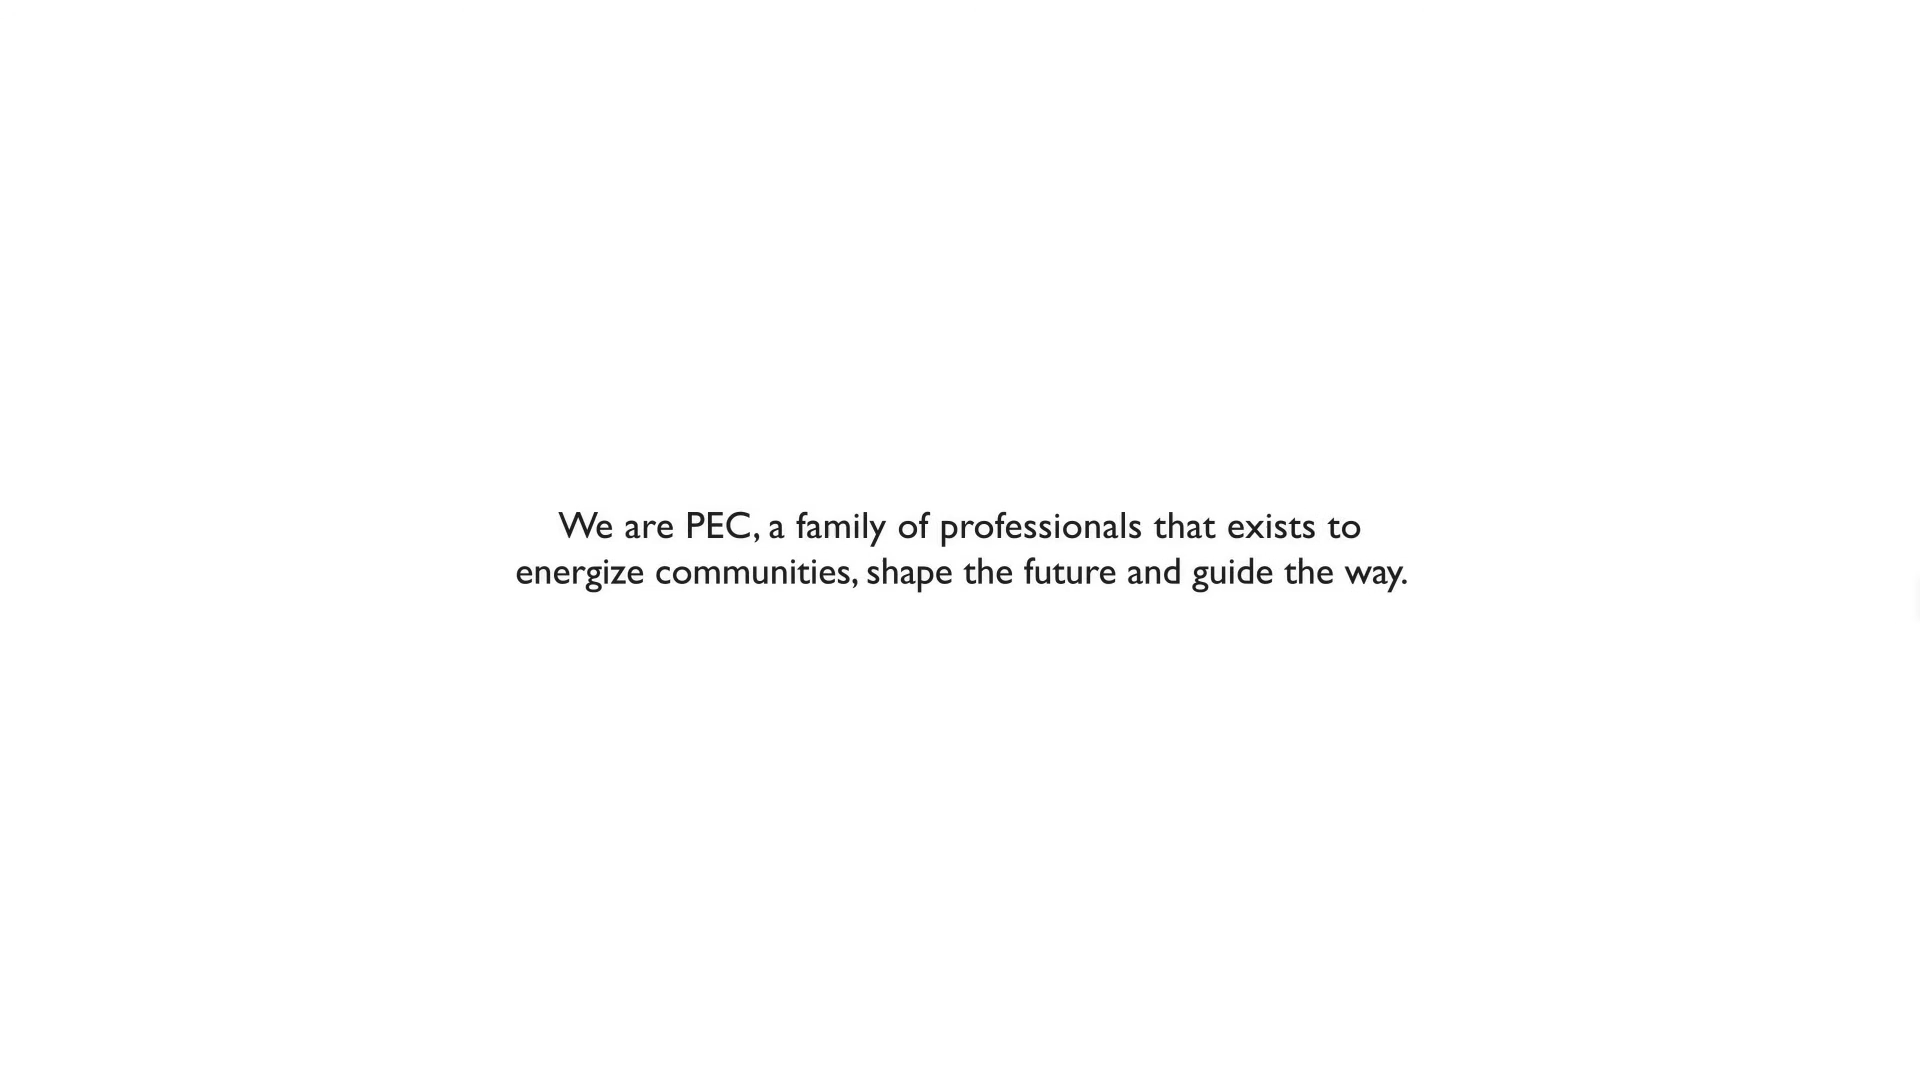 We are PEC, a family of professionals that exists to
energize communities, shape the future and guide the way.